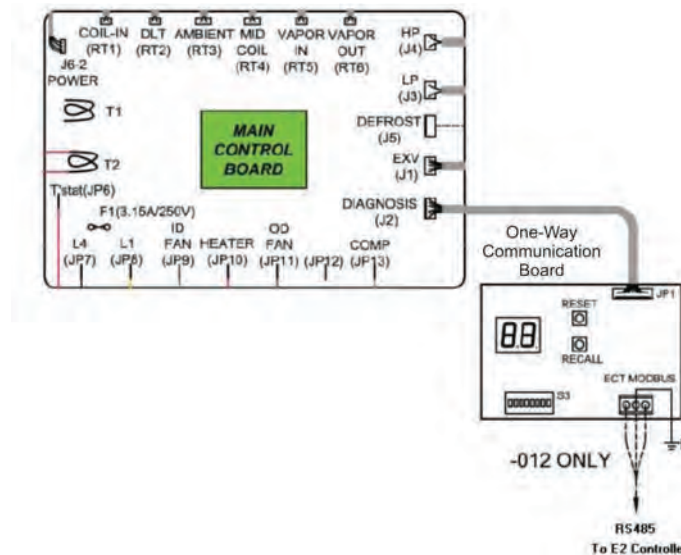 COIL-IN
(RT1)
DLT
(RT2)
AMBIENT
(RT3)
MID
COIL
(RT4)
VAPOR
IN
(RT5)
VAPOR
OUT
(RT6)
HP
(J4)
J6-2
POWER
LP
(J3)
T1
DEFROST
(J5)
MAIN
CONTROL
BOARD
T2
EXV
(J1)
T'stat(JP6)
DIAGNOSIS
(J2)
F1(3.15A/250V)
L4
(JP7)
L1
(JP8)
ID
FAN
(JP9)
HEATER
(JP10)
OD
FAN
(JP11)
(JP12)
COMP
(JP13)
One-Way
Communication
Board
JP1
RESET
88
RECALL
ECT MODBUS
S3
-012 ONLY
RS485